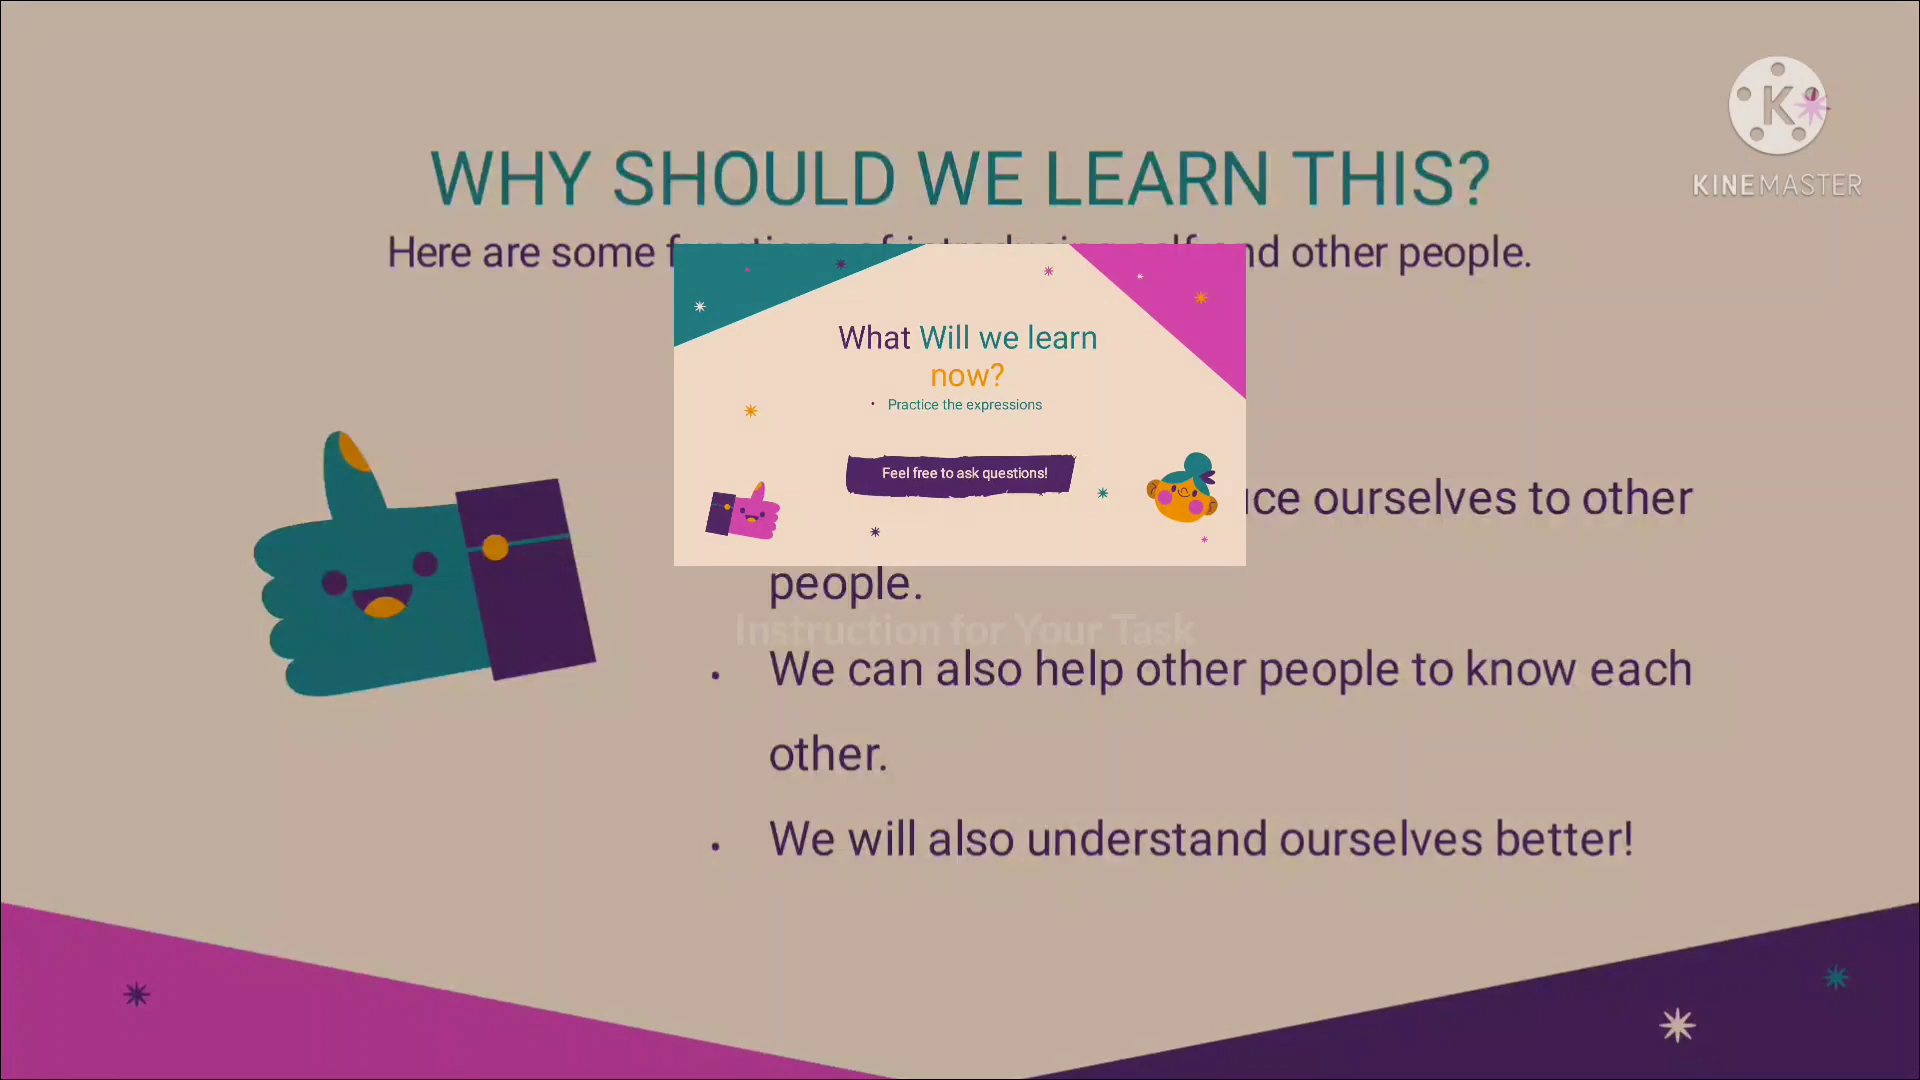 WHY SHOULD WE LEARN THIS?
Here are some
nd other people.
KINEMASTER
What Will we learn
now?
• Practice the expressions
Feel free to ask questions!
ourselves to other
people.
Instruction for Your Task
• We can also help other people to know each
other.
• We will also understand ourselves better!